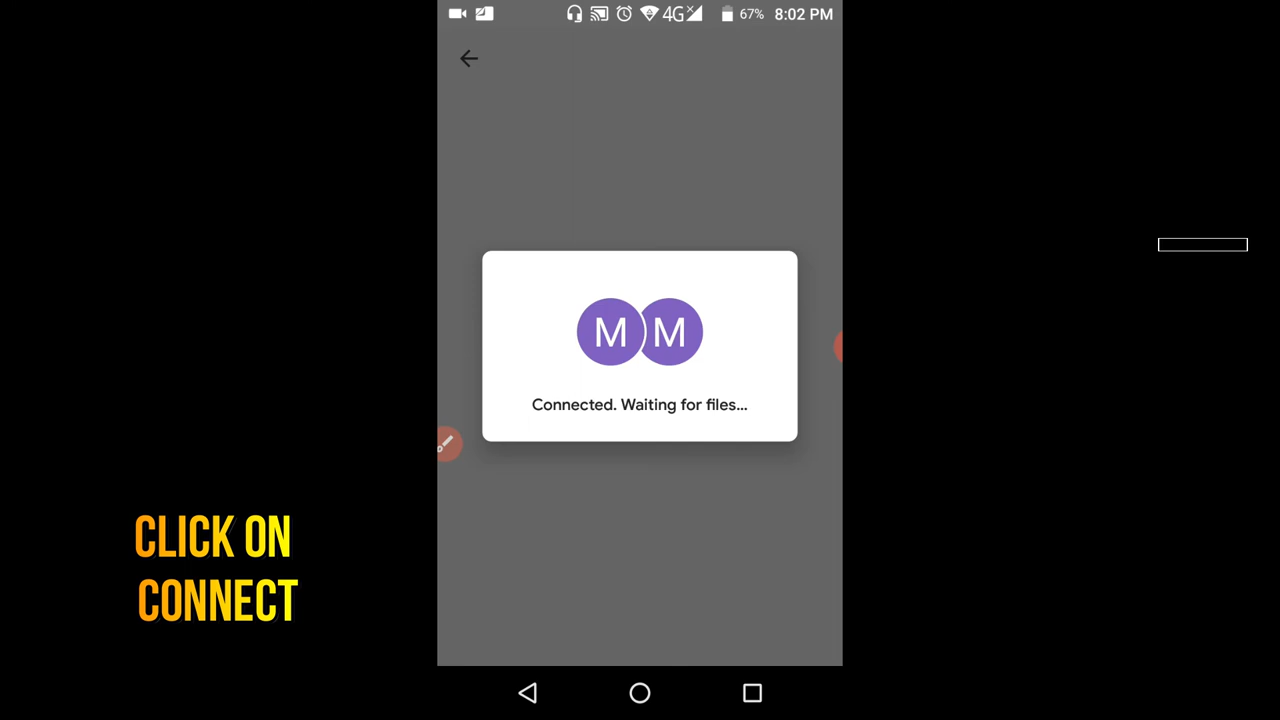 4G 67% 8:02 PM
M M
Connected. Waiting for files...
CLICK ON
CONNECT